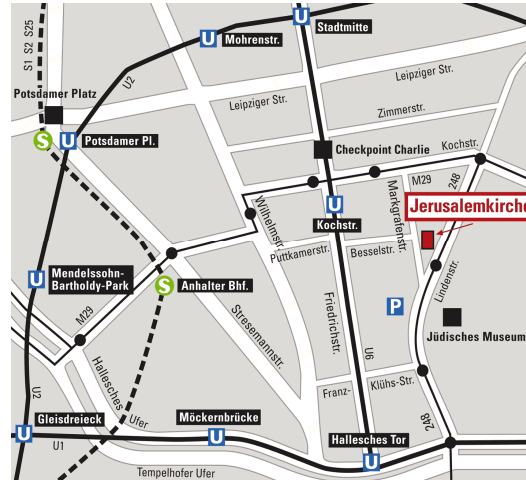 S1 S2 S25
U
Stadtmitte
U
Mohrenstr.
U2
Leipziger Str.
Leipziger Str.
Potsdamer Platz
Zimmerstr.
S
U
Potsdamer Pl.
Checkpoint Charlie
Kochstr.
M29
248
Markgrafenstr.
Jerusalemkirche
Wilhelmstr.
U
Kochstr.
Puttkamerstr.
Besselstr.
Mendelssohn-
Bartholdy-Park
U
S
Anhalter Bhf.
Lindenstr.
M29
Friedrichstr.
P
Stresemannstr.
Jüdisches Museum
Hallesches
Ufer
U6
Franz-
Klühs-Str.
U2
Gleisdreieck
U
U1
Möckernbrücke
U
248
Hallesches Tor
U
Tempelhofer Ufer